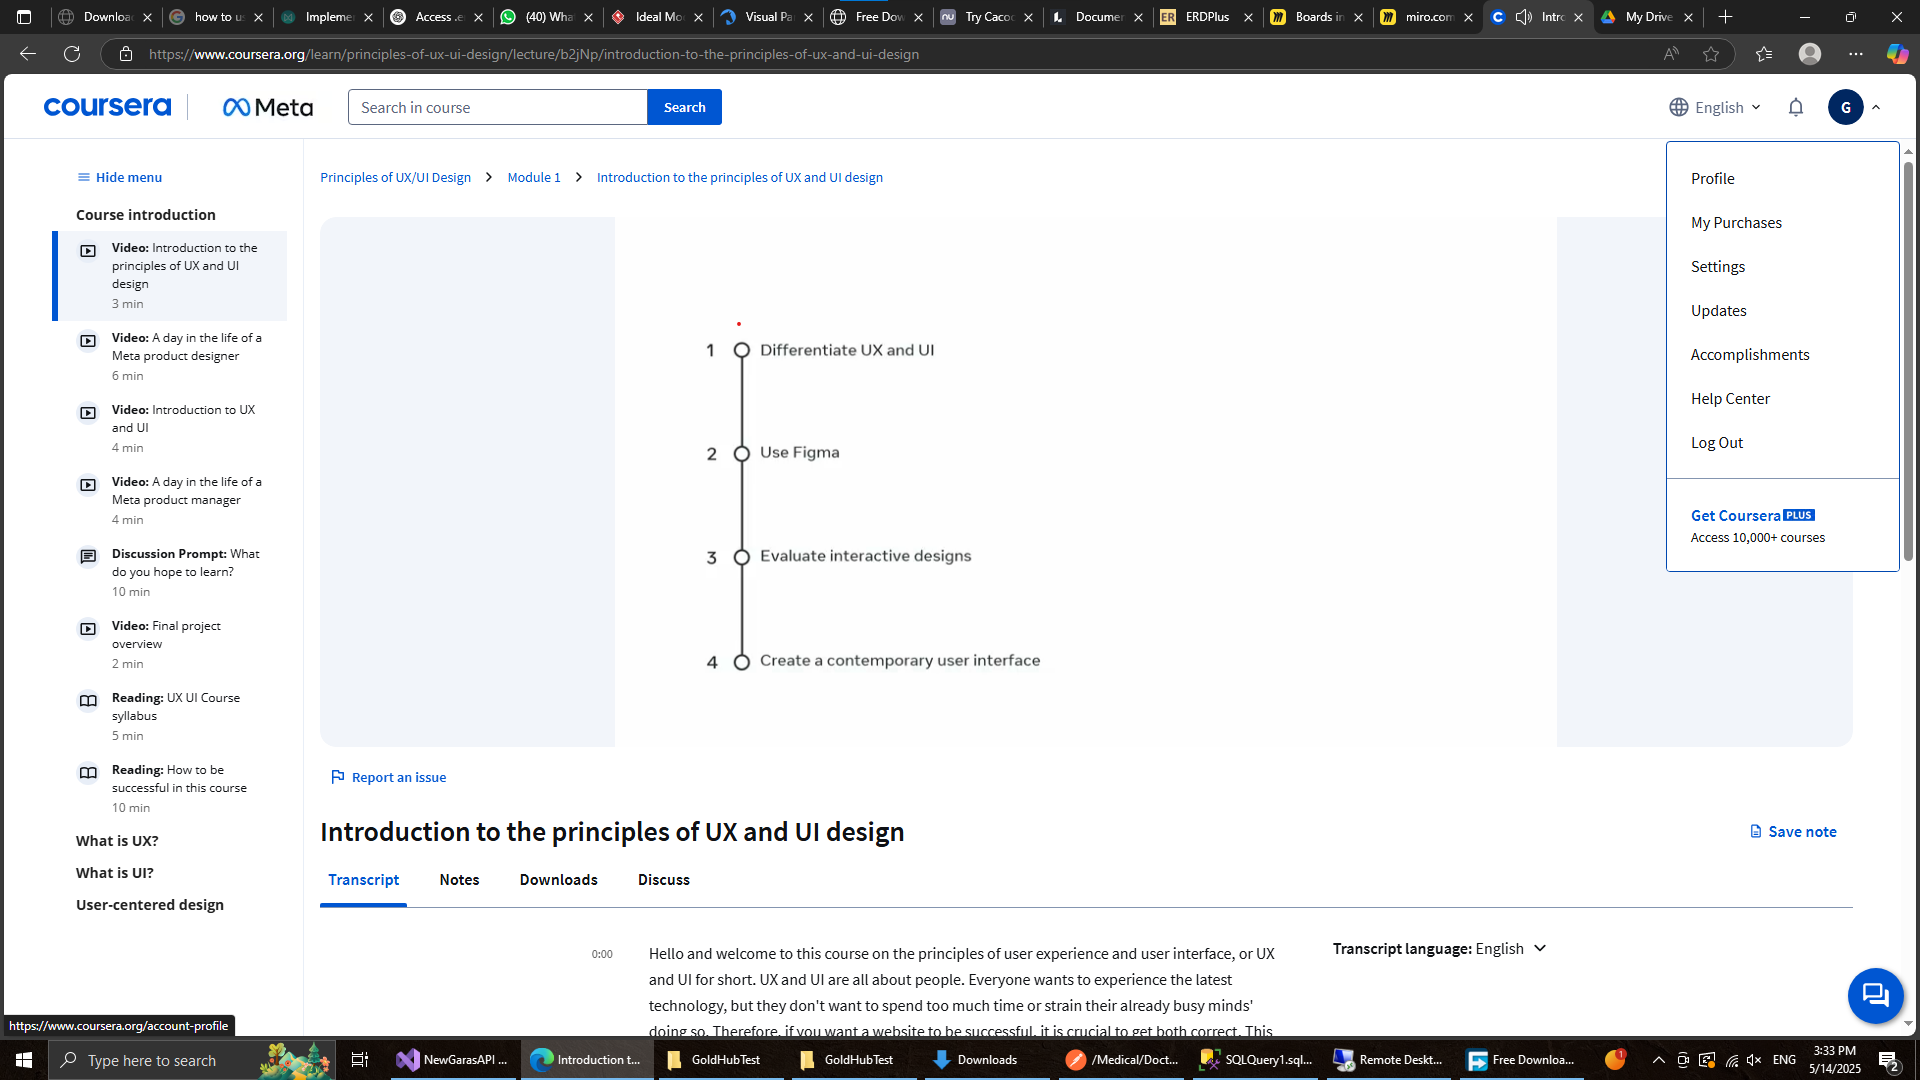 Downloa
how to us
Implemen
Access .e
(40) Wha
Ideal Mo
Visual Pa
Free Dow
Try Cacoo
Documen
ERDPlus
Boards in
miro.com
Intro
My Drive
https://www.coursera.org/learn/principles-of-ux-ui-design/lecture/b2jNp/introduction-to-the-principles-of-ux-and-ui-design
coursera
Meta
Search in course
Search
English
G
Hide menu
Course introduction
Video: Introduction to the
principles of UX and UI
design
3 min
Video: A day in the life of a
Meta product designer
6 min
Video: Introduction to UX
and UI
4 min
Video: A day in the life of a
Meta product manager
4 min
Discussion Prompt: What
do you hope to learn?
10 min
Video: Final project
overview
2 min
Reading: UX UI Course
syllabus
5 min
Reading: How to be
successful in this course
10 min
What is UX?
What is UI?
User-centered design
Principles of UX/UI Design
Module 1
Introduction to the principles of UX and UI design
1 Differentiate UX and UI
2 Use Figma
3 Evaluate interactive designs
4 Create a contemporary user interface
Profile
My Purchases
Settings
Updates
Accomplishments
Help Center
Log Out
Get Coursera PLUS
Access 10,000+ courses
Report an issue
Introduction to the principles of UX and UI design
Save note
Transcript
Notes
Downloads
Discuss
0:00
Hello and welcome to this course on the principles of user experience and user interface, or UX
and UI for short. UX and UI are all about people. Everyone wants to experience the latest
technology, but they don't want to spend too much time or strain their already busy minds'
doing so. Therefore, if you want a website to be successful, it is crucial to get both correct. This
Transcript language: English
https://www.coursera.org/account-profile
Type here to search
NewGarasAPI ...
Introduction t...
GoldHubTest
GoldHubTest
Downloads
/Medical/Doct...
SQLQuery1.sql...
Remote Deskt...
Free Downloa...
1
ENG
3:33 PM
5/14/2025
2